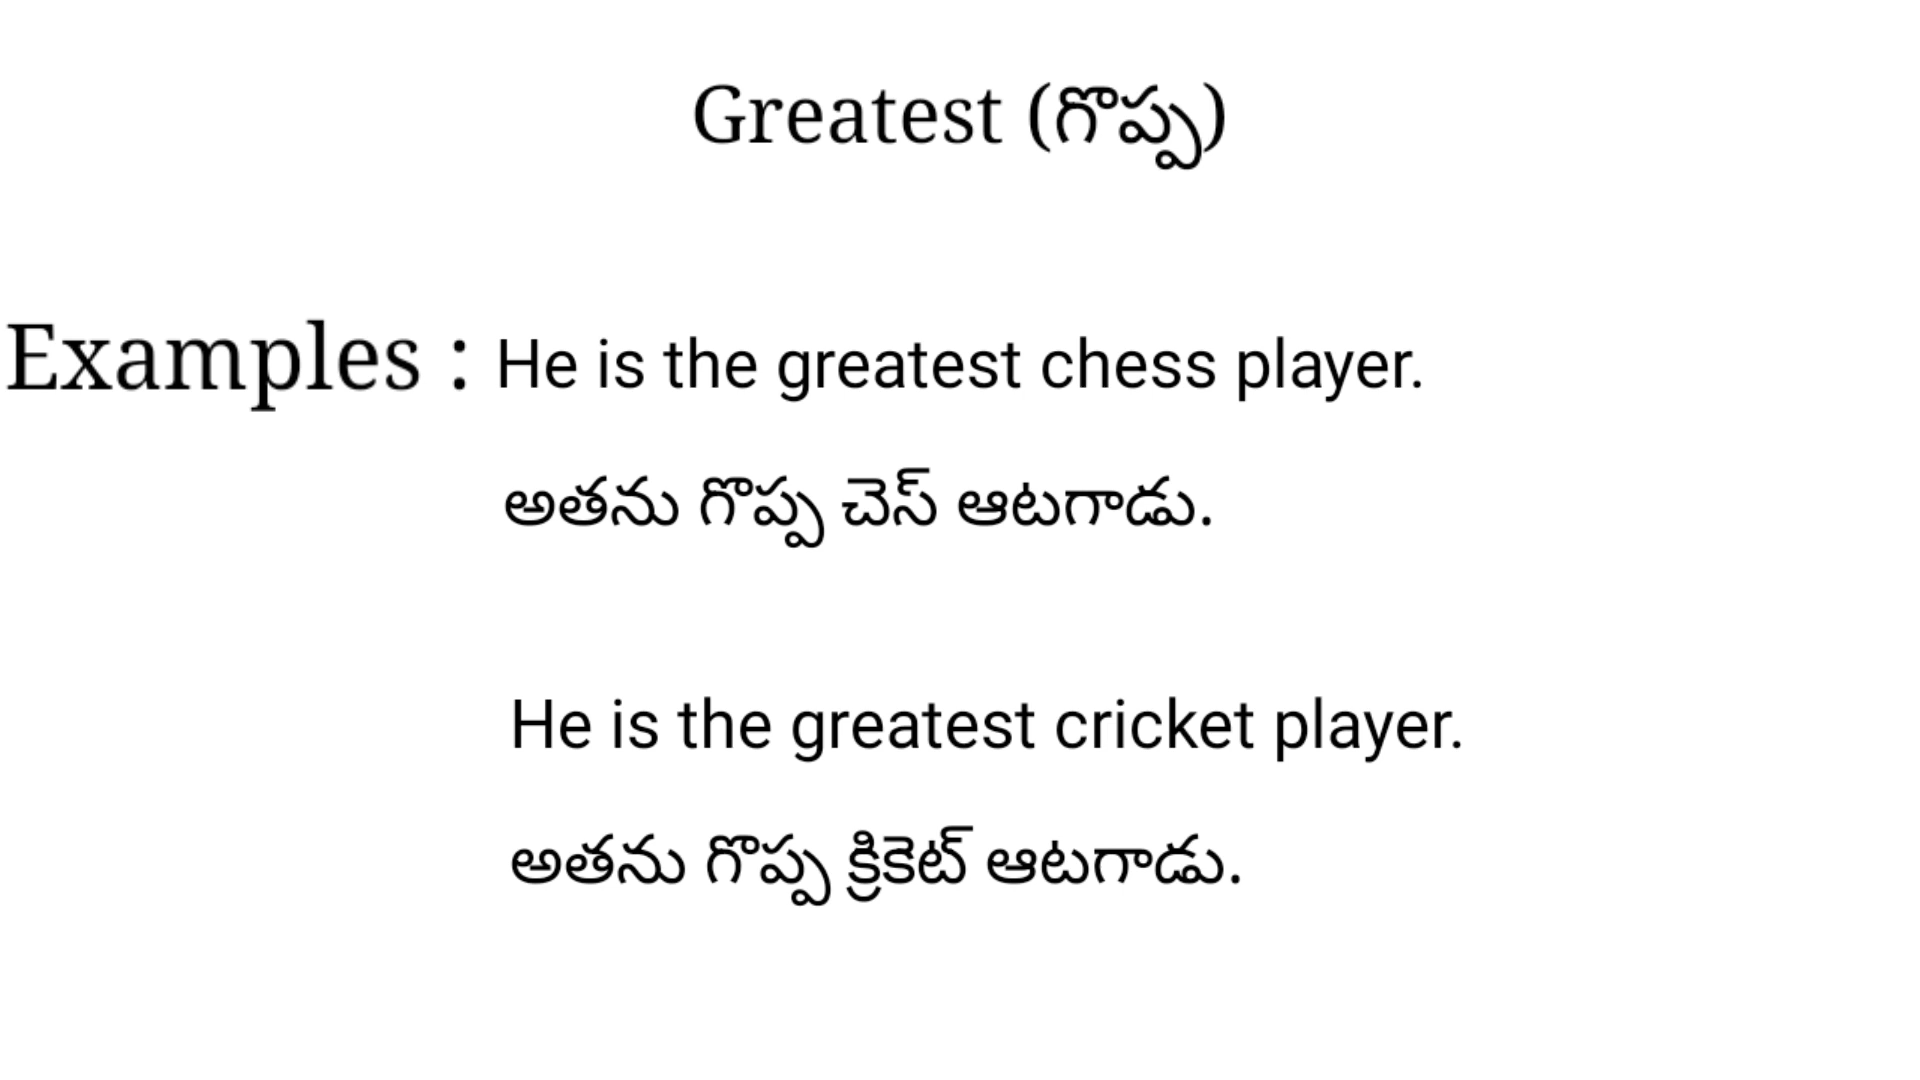 Greatest (గొప్ప)
Examples : He is the greatest chess player.
అతను గొప్ప చెస్ ఆటగాడు.
He is the greatest cricket player.
అతను గొప్ప క్రికెట్ ఆటగాడు.